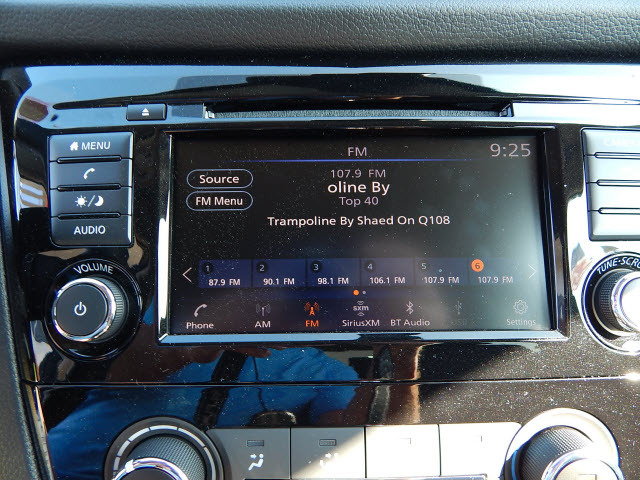 MENU
AUDIO
VOLUME
FM
9:25
Source
FM Menu
107.9 FM
oline By
Top 40
Trampoline By Shaed On Q108
1 2 3 4 5 6
87.9 FM 90.1 FM 98.1 FM 106.1 FM 107.9 FM 107.9 FM
Phone AM FM sxm SiriusXM BT Audio Settings
TUNE·SCRO